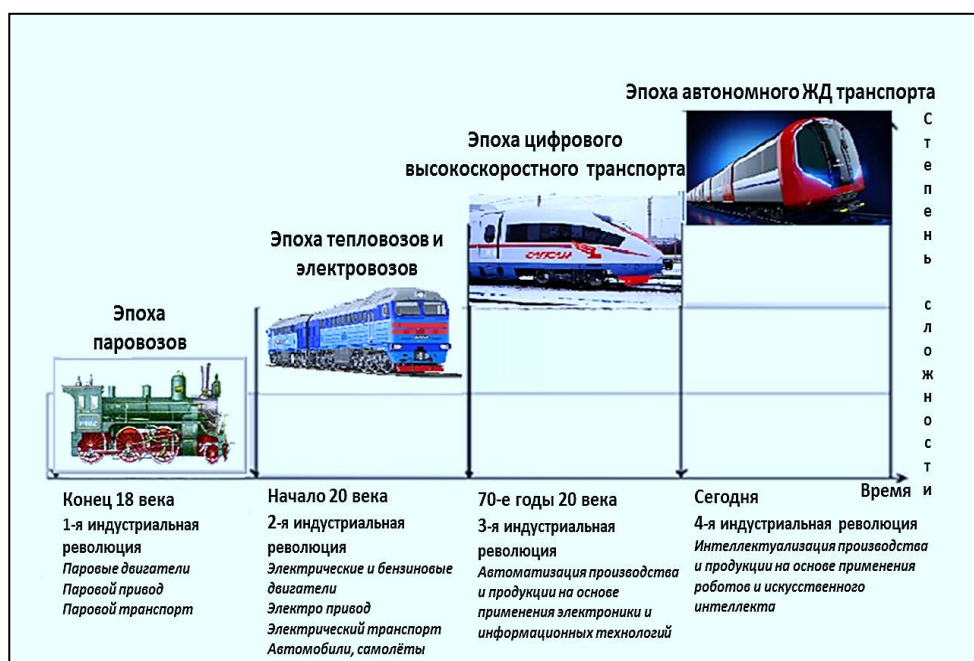 Эпоха автономного ЖД транспорта
Эпоха цифрового
высокоскоростного транспорта
Эпоха тепловозов и
электровозов
Эпоха
паровозов
Степень сложности
Время
Конец 18 века
1-я индустриальная
революция
Паровые двигатели
Паровой привод
Паровой транспорт
Начало 20 века
2-я индустриальная
революция
Электрические и бензиновые
двигатели
Электро привод
Электрический транспорт
Автомобили, самолёты
70-е годы 20 века
3-я индустриальная
революция
Автоматизация производства
и продукции на основе
применения электроники и
информационных технологий
Сегодня
4-я индустриальная революция
Интеллектуализация производства
и продукции на основе применения
роботов и искусственного
интеллекта